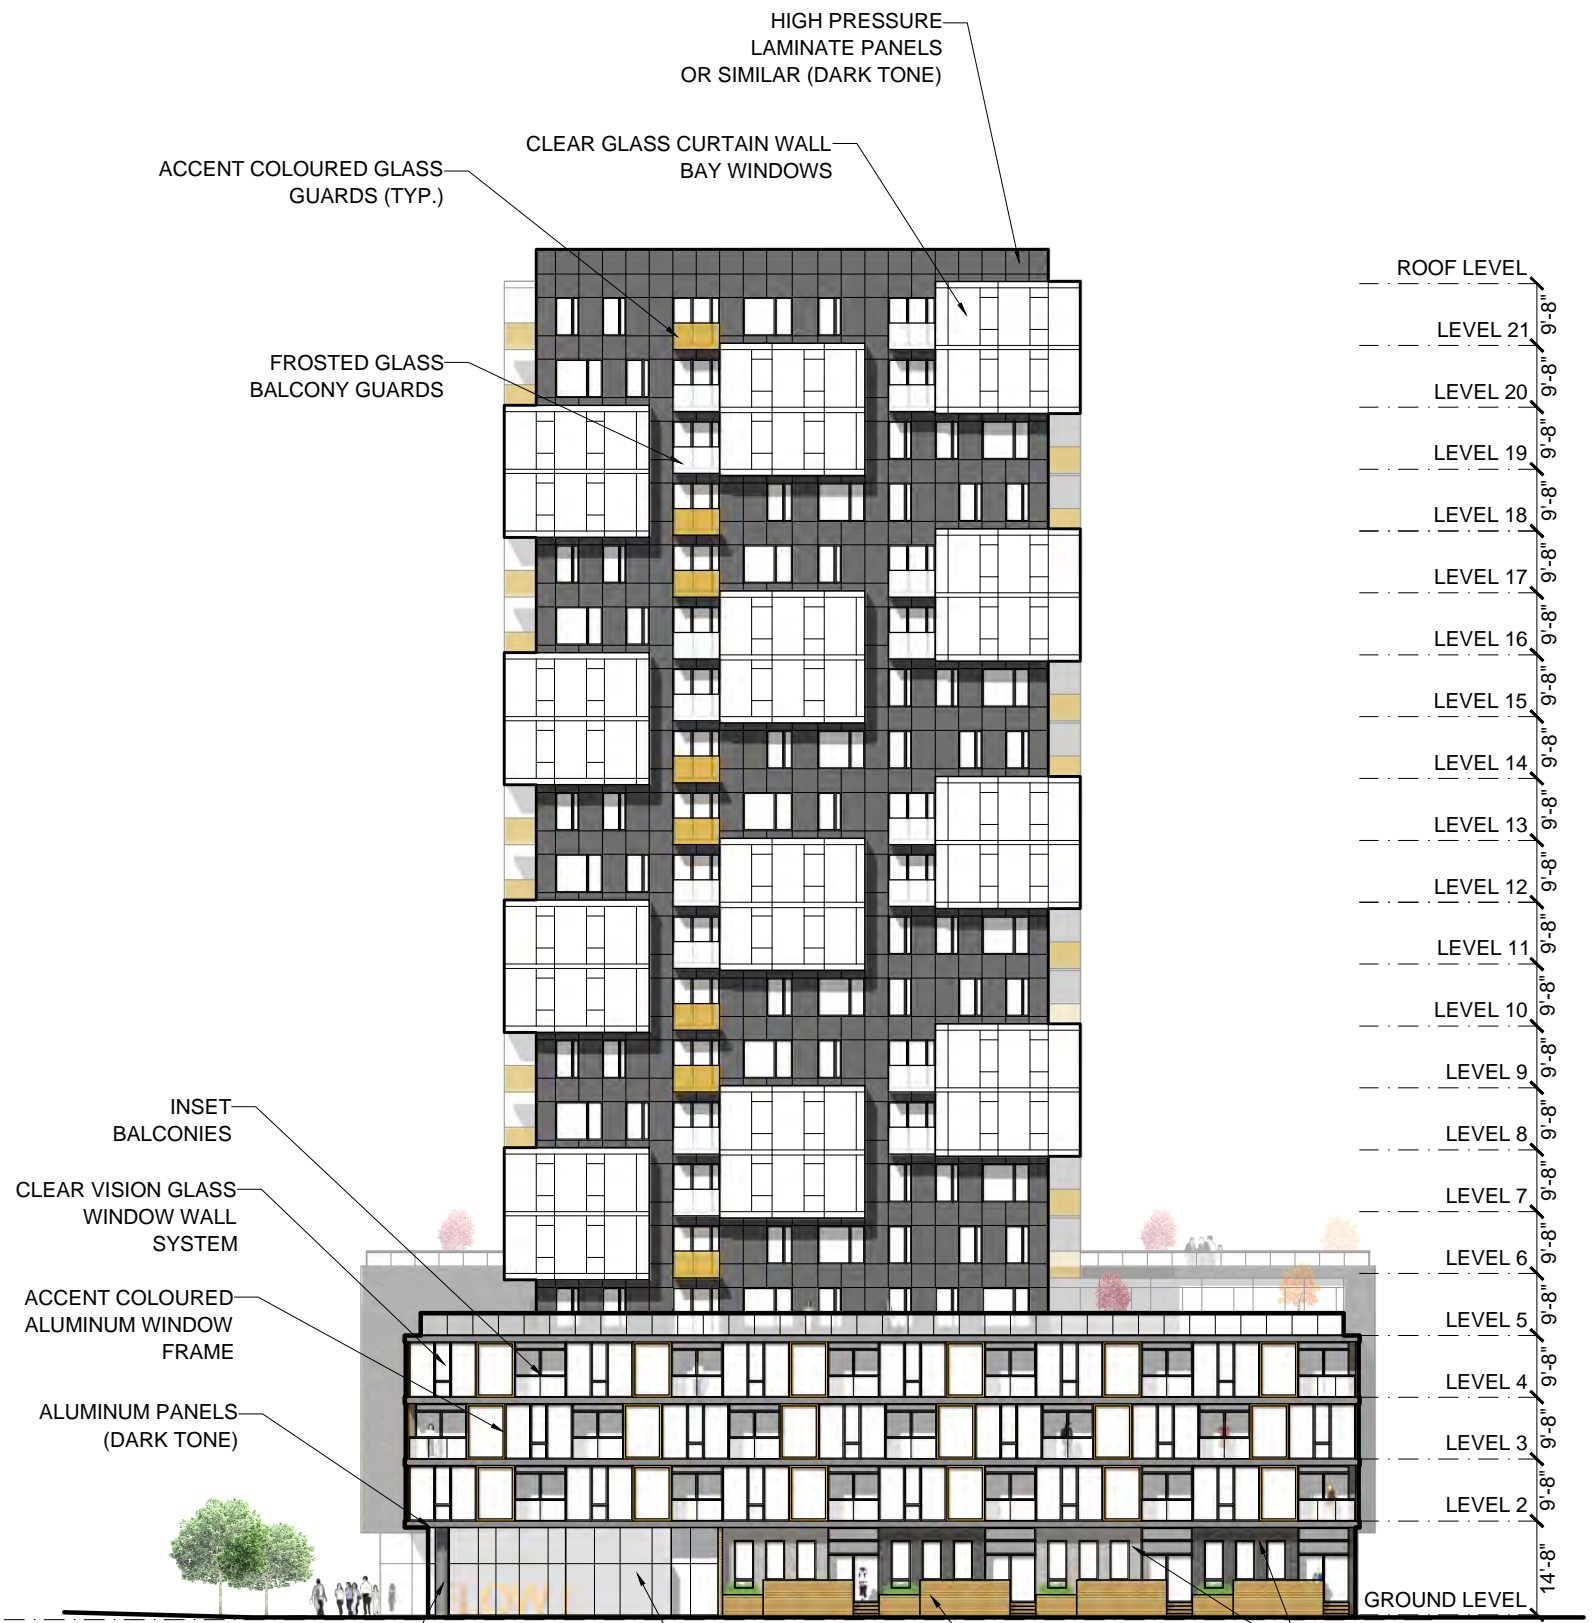 HIGH PRESSURE
LAMINATE PANELS
OR SIMILAR (DARK TONE)
CLEAR GLASS CURTAIN WALL
BAY WINDOWS
ACCENT COLOURED GLASS
GUARDS (TYP.)
FROSTED GLASS
BALCONY GUARDS
INSET
BALCONIES
CLEAR VISION GLASS
WINDOW WALL
SYSTEM
ACCENT COLOURED
ALUMINUM WINDOW
FRAME
ALUMINUM PANELS
(DARK TONE)
ROOF LEVEL
9'-8"
LEVEL 21
9'-8"
LEVEL 20
9'-8"
LEVEL 19
9'-8"
LEVEL 18
9'-8"
LEVEL 17
9'-8"
LEVEL 16
9'-8"
LEVEL 15
9'-8"
LEVEL 14
9'-8"
LEVEL 13
9'-8"
LEVEL 12
9'-8"
LEVEL 11
9'-8"
LEVEL 10
9'-8"
LEVEL 9
9'-8"
LEVEL 8
9'-8"
LEVEL 7
9'-8"
LEVEL 6
9'-8"
LEVEL 5
9'-8"
LEVEL 4
9'-8"
LEVEL 3
9'-8"
LEVEL 2
14'-8"
GROUND LEVEL